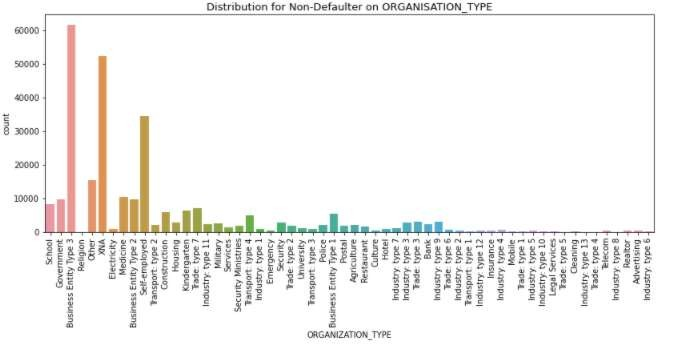 Distribution for Non-Defaulter on ORGANISATION_TYPE
count
60000
50000
40000
30000
20000
10000
0
School
Government
Business Entity Type 3
Religion
Other
XNA
Electricity
Medicine
Business Entity Type 2
Self-employed
Transport: type 2
Construction
Housing
Kindergarten
Trade: type 7
Industry: type 11
Military
Services
Security Ministries
Transport: type 4
Industry: type 1
Emergency
Security
Trade: type 2
University
Transport: type 3
Police
Business Entity Type 1
Postal
Agriculture
Restaurant
Culture
Hotel
Industry: type 7
Industry: type 3
Trade: type 3
Bank
Industry: type 9
Trade: type 6
Industry: type 2
Transport: type 1
Industry: type 12
Insurance
Industry: type 4
Mobile
Trade: type 1
Industry: type 5
Industry: type 10
Legal Services
Trade: type 5
Cleaning
Industry: type 13
Trade: type 4
Telecom
Industry: type 8
Realtor
Advertising
Industry: type 6
ORGANIZATION_TYPE